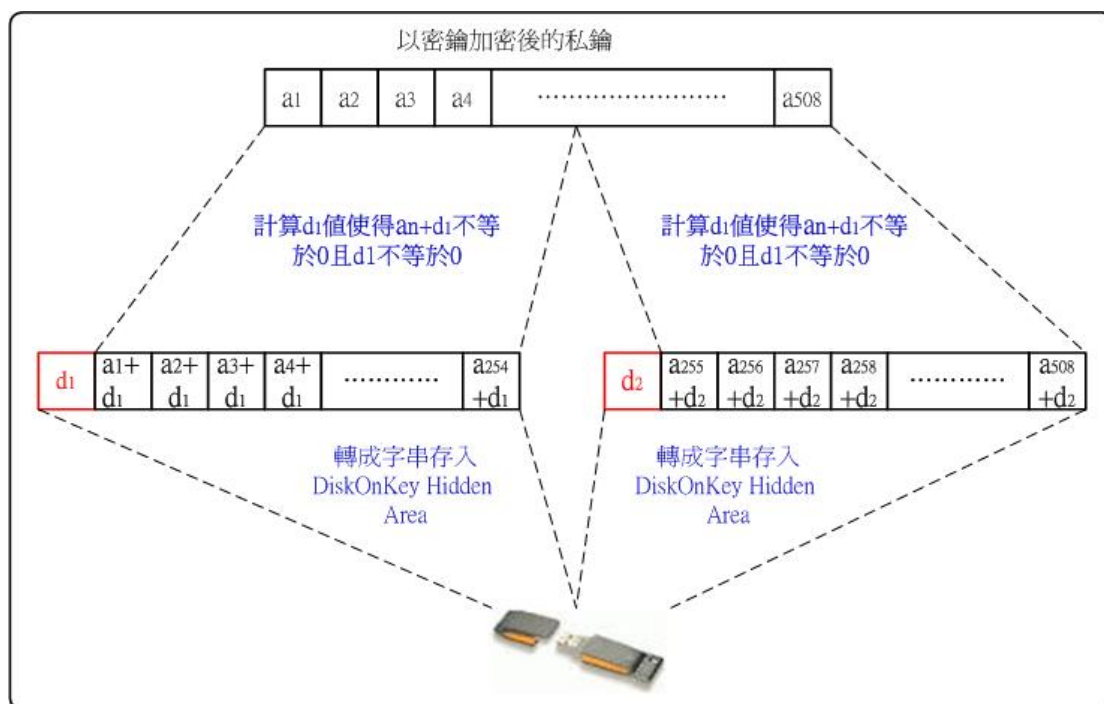 以密鑰加密後的私鑰
a1 a2 a3 a4 ........................ a508
計算d1值使得an+d1不等
於0且d1不等於0
計算d1值使得an+d1不等
於0且d1不等於0
d1 a1+ a2+ a3+ a4+ ............ a254
d1 d1 d1 d1 +d1
d2 a255 a256 a257 a258 ............ a508
+d2 +d2 +d2 +d2 +d2
轉成字串存入
DiskOnKey Hidden
Area
轉成字串存入
DiskOnKey Hidden
Area